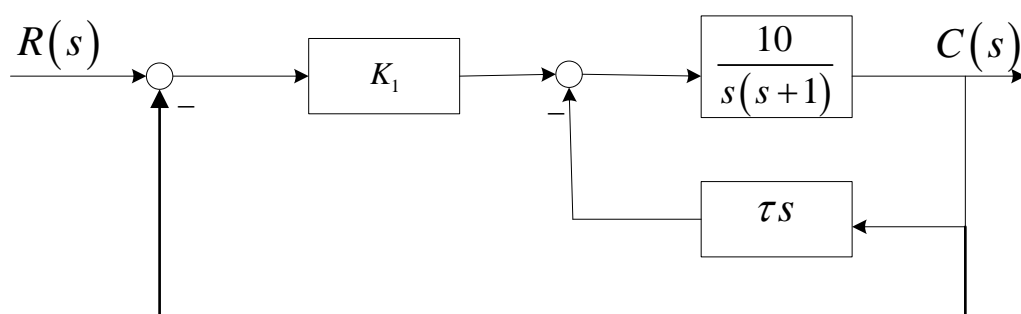 R(s)
K₁
10
s(s+1)
C(s)
−
−
τs